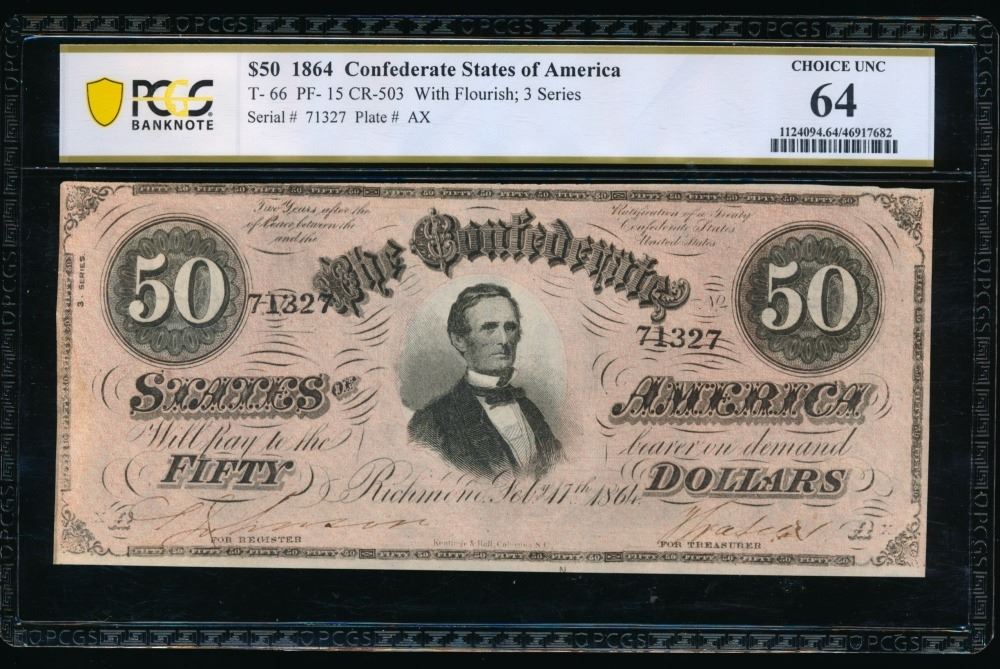 $50 1864 Confederate States of America
T- 66 PF- 15 CR-503 With Flourish; 3 Series
Serial # 71327 Plate # AX
PCGS
BANKNOTE
CHOICE UNC
64
1124094.64/46917682
Two Years after the
of Peace between the
and the
Ratification of a Treaty
Confederate States
United States
3 SERIES.
50
50
The Confederate
71327
No
71327
STATES OF
AMERICA
Will pay to the
bearer on demand
FIFTY
DOLLARS
Richmond, Feby. 17th 1864.
FOR REGISTER
Keatinge & Ball, Columbia, S.C.
FOR TREASURER
N